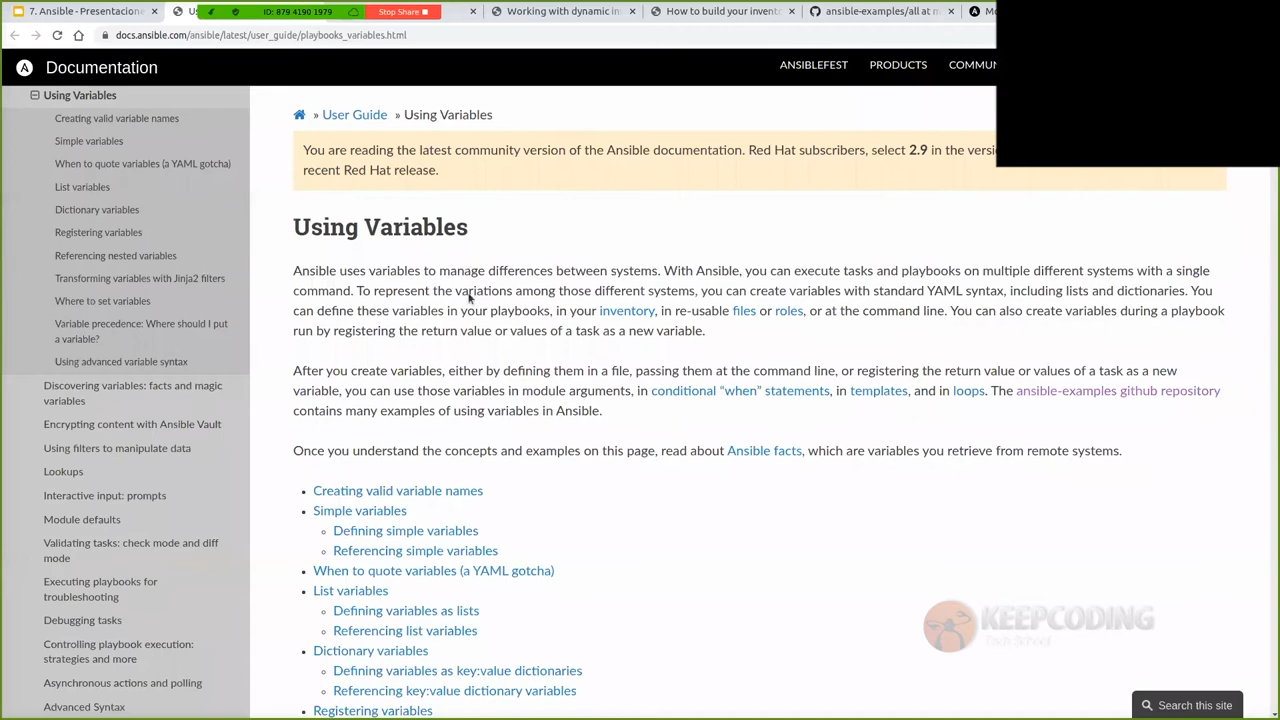 7. Ansible - Presentacion
ID: 879 4190 1979
Stop Share
Working with dynamic in
How to build your invent
ansible-examples/all at m
docs.ansible.com/ansible/latest/user_guide/playbooks_variables.html
Documentation
ANSIBLEFEST
PRODUCTS
COMMUN
Using Variables
Creating valid variable names
Simple variables
When to quote variables (a YAML gotcha)
List variables
Dictionary variables
Registering variables
Referencing nested variables
Transforming variables with Jinja2 filters
Where to set variables
Variable precedence: Where should I put
a variable?
Using advanced variable syntax
Discovering variables: facts and magic
variables
Encrypting content with Ansible Vault
Using filters to manipulate data
Lookups
Interactive input: prompts
Module defaults
Validating tasks: check mode and diff
mode
Executing playbooks for
troubleshooting
Debugging tasks
Controlling playbook execution:
strategies and more
Asynchronous actions and polling
Advanced Syntax
» User Guide » Using Variables
You are reading the latest community version of the Ansible documentation. Red Hat subscribers, select 2.9 in the versi
recent Red Hat release.
Using Variables
Ansible uses variables to manage differences between systems. With Ansible, you can execute tasks and playbooks on multiple different systems with a single
command. To represent the variations among those different systems, you can create variables with standard YAML syntax, including lists and dictionaries. You
can define these variables in your playbooks, in your inventory, in re-usable files or roles, or at the command line. You can also create variables during a playbook
run by registering the return value or values of a task as a new variable.
After you create variables, either by defining them in a file, passing them at the command line, or registering the return value or values of a task as a new
variable, you can use those variables in module arguments, in conditional “when” statements, in templates, and in loops. The ansible-examples github repository
contains many examples of using variables in Ansible.
Once you understand the concepts and examples on this page, read about Ansible facts, which are variables you retrieve from remote systems.
Creating valid variable names
Simple variables
Defining simple variables
Referencing simple variables
When to quote variables (a YAML gotcha)
List variables
Defining variables as lists
Referencing list variables
Dictionary variables
Defining variables as key:value dictionaries
Referencing key:value dictionary variables
Registering variables
KEEPCODING
Tech School
Search this site